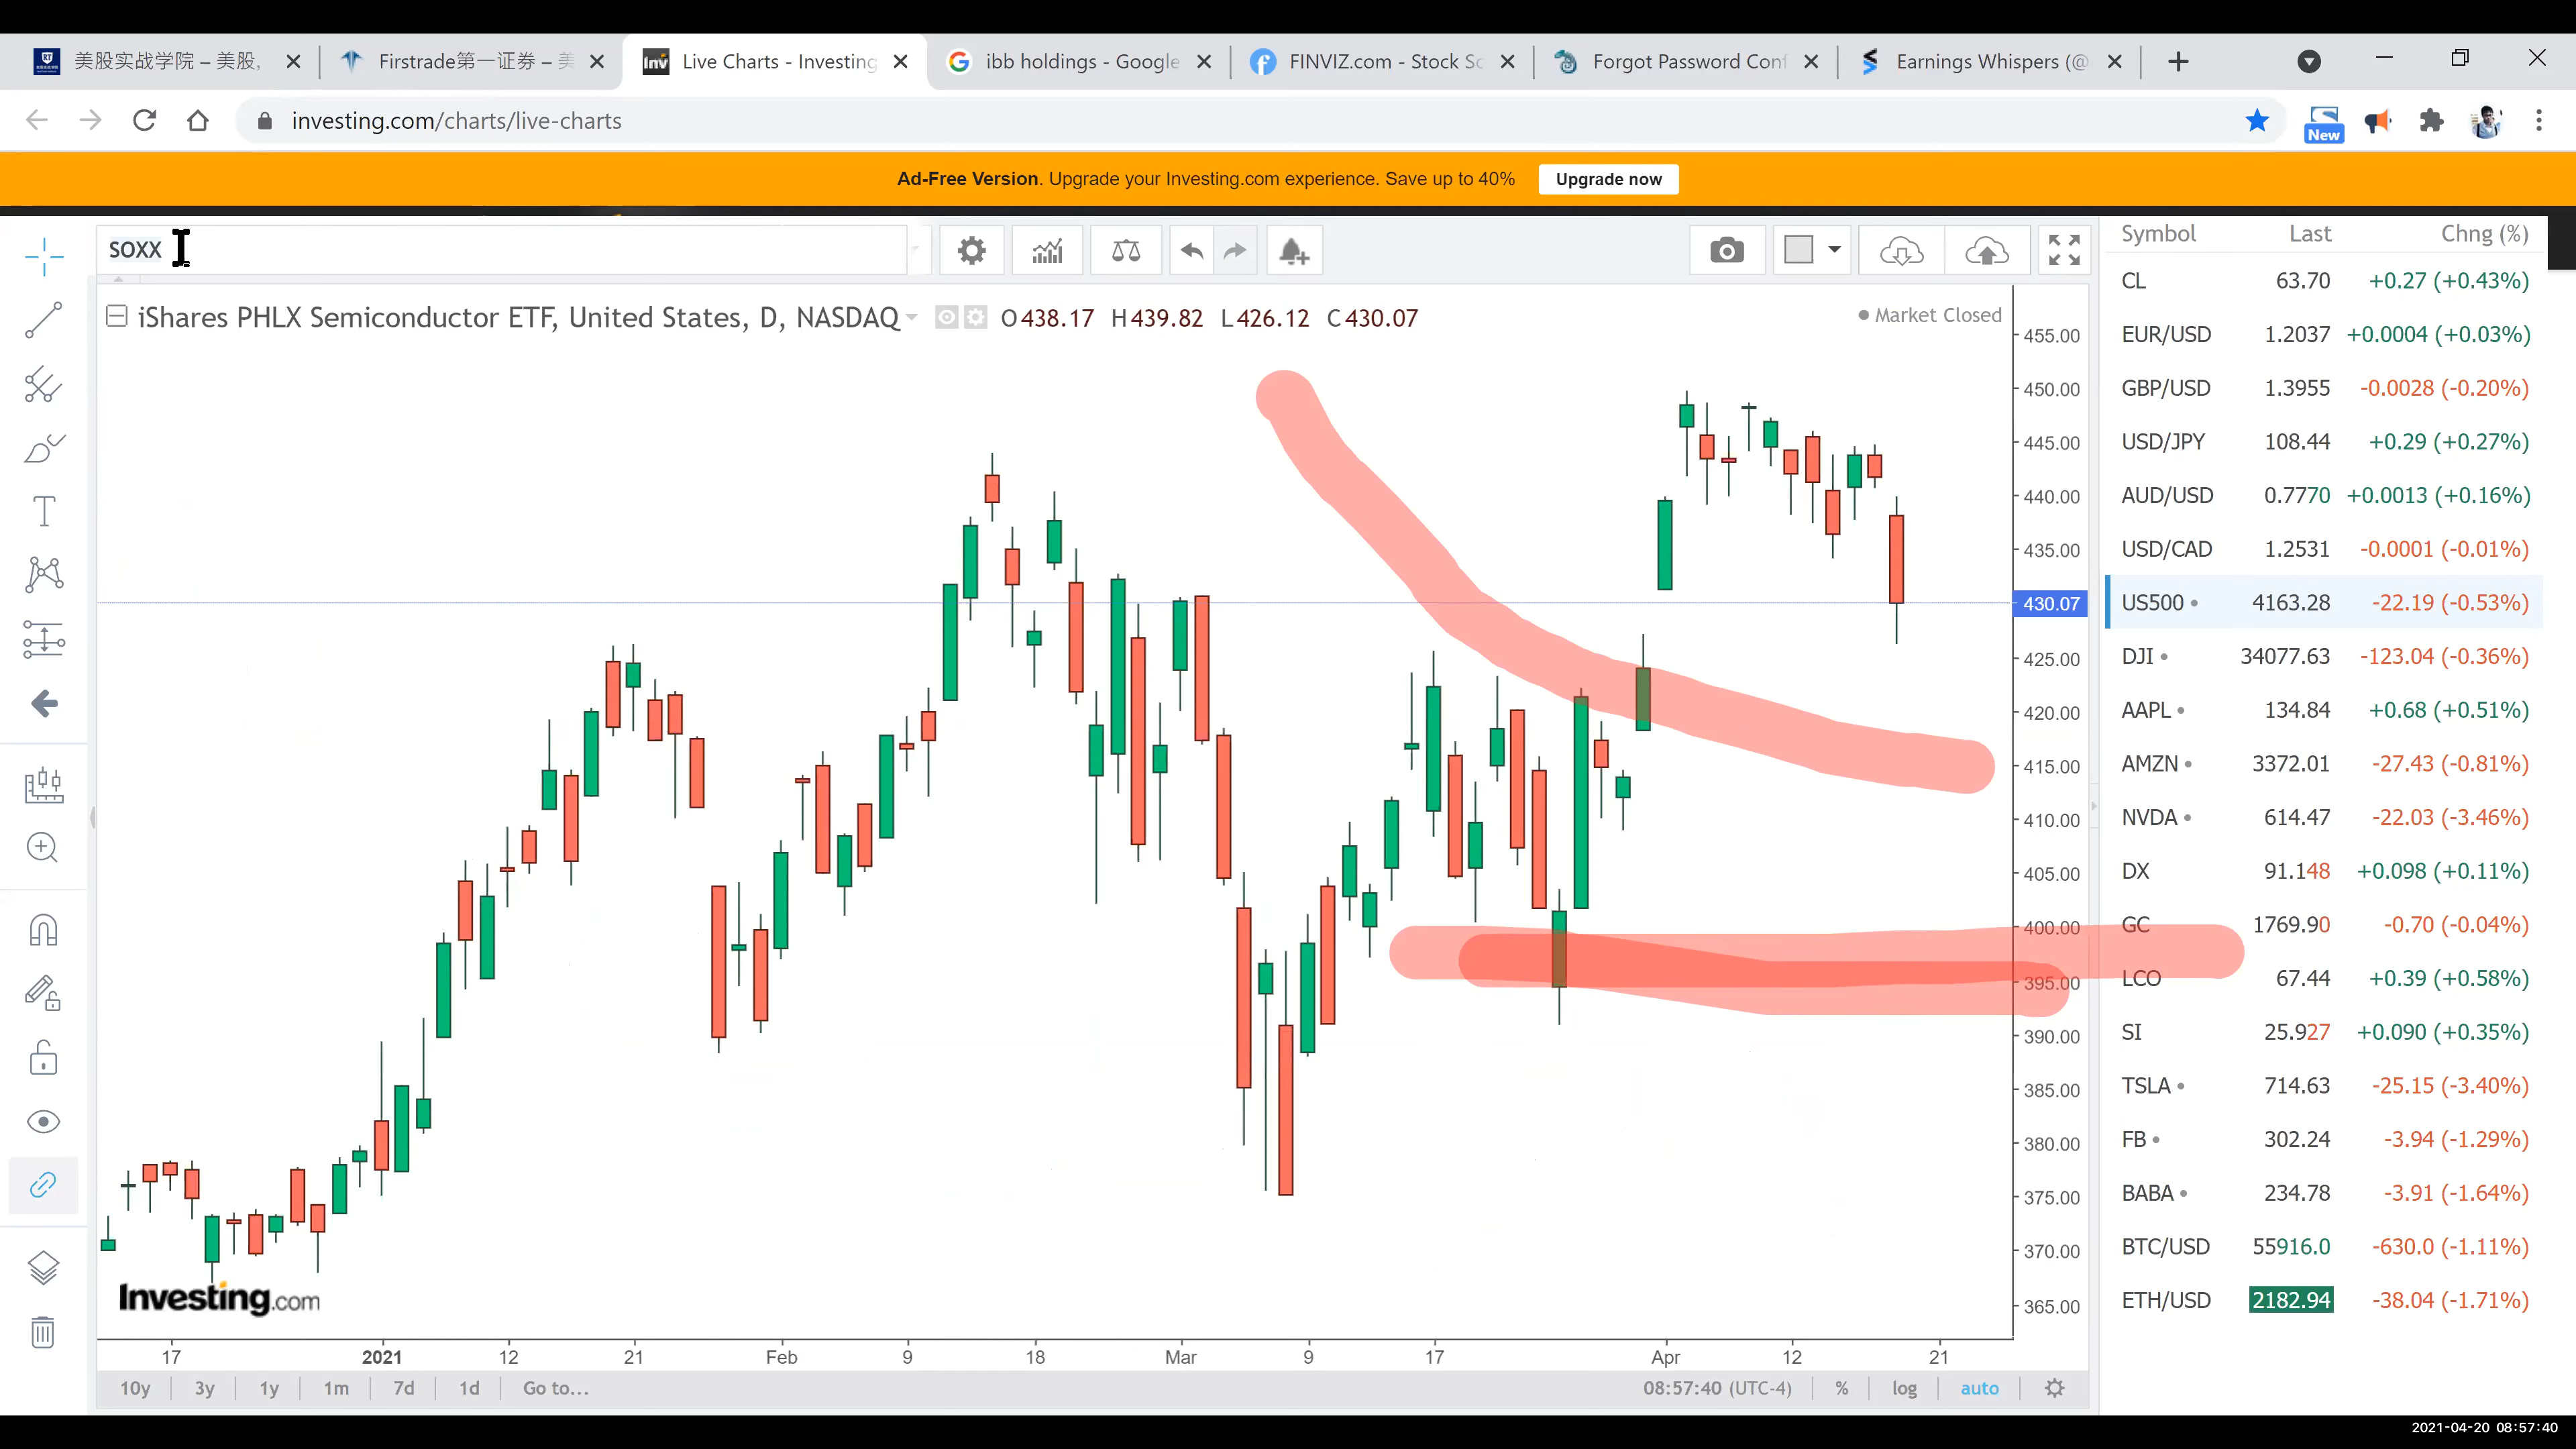 美股实战学院 – 美股,
Firstrade第一证券 – 美
Live Charts - Investing
ibb holdings - Google
FINVIZ.com - Stock Sc
Forgot Password Conf
Earnings Whispers (@
investing.com/charts/live-charts
New
Ad-Free Version. Upgrade your Investing.com experience. Save up to 40%
Upgrade now
SOXX
iShares PHLX Semiconductor ETF, United States, D, NASDAQ
O438.17 H439.82 L426.12 C430.07
Market Closed
455.00
450.00
445.00
440.00
435.00
430.07
425.00
420.00
415.00
410.00
405.00
400.00
395.00
390.00
385.00
380.00
375.00
370.00
365.00
Investing.com
17 2021 12 21 Feb 9 18 Mar 9 17 Apr 12 21
10y 3y 1y 1m 7d 1d Go to...
08:57:40 (UTC-4) % log auto
Symbol Last Chng (%)
CL 63.70 +0.27 (+0.43%)
EUR/USD 1.2037 +0.0004 (+0.03%)
GBP/USD 1.3955 -0.0028 (-0.20%)
USD/JPY 108.44 +0.29 (+0.27%)
AUD/USD 0.7770 +0.0013 (+0.16%)
USD/CAD 1.2531 -0.0001 (-0.01%)
US500 4163.28 -22.19 (-0.53%)
DJI 34077.63 -123.04 (-0.36%)
AAPL 134.84 +0.68 (+0.51%)
AMZN 3372.01 -27.43 (-0.81%)
NVDA 614.47 -22.03 (-3.46%)
DX 91.148 +0.098 (+0.11%)
GC 1769.90 -0.70 (-0.04%)
LCO 67.44 +0.39 (+0.58%)
SI 25.927 +0.090 (+0.35%)
TSLA 714.63 -25.15 (-3.40%)
FB 302.24 -3.94 (-1.29%)
BABA 234.78 -3.91 (-1.64%)
BTC/USD 55916.0 -630.0 (-1.11%)
ETH/USD 2182.94 -38.04 (-1.71%)
2021-04-20 08:57:40